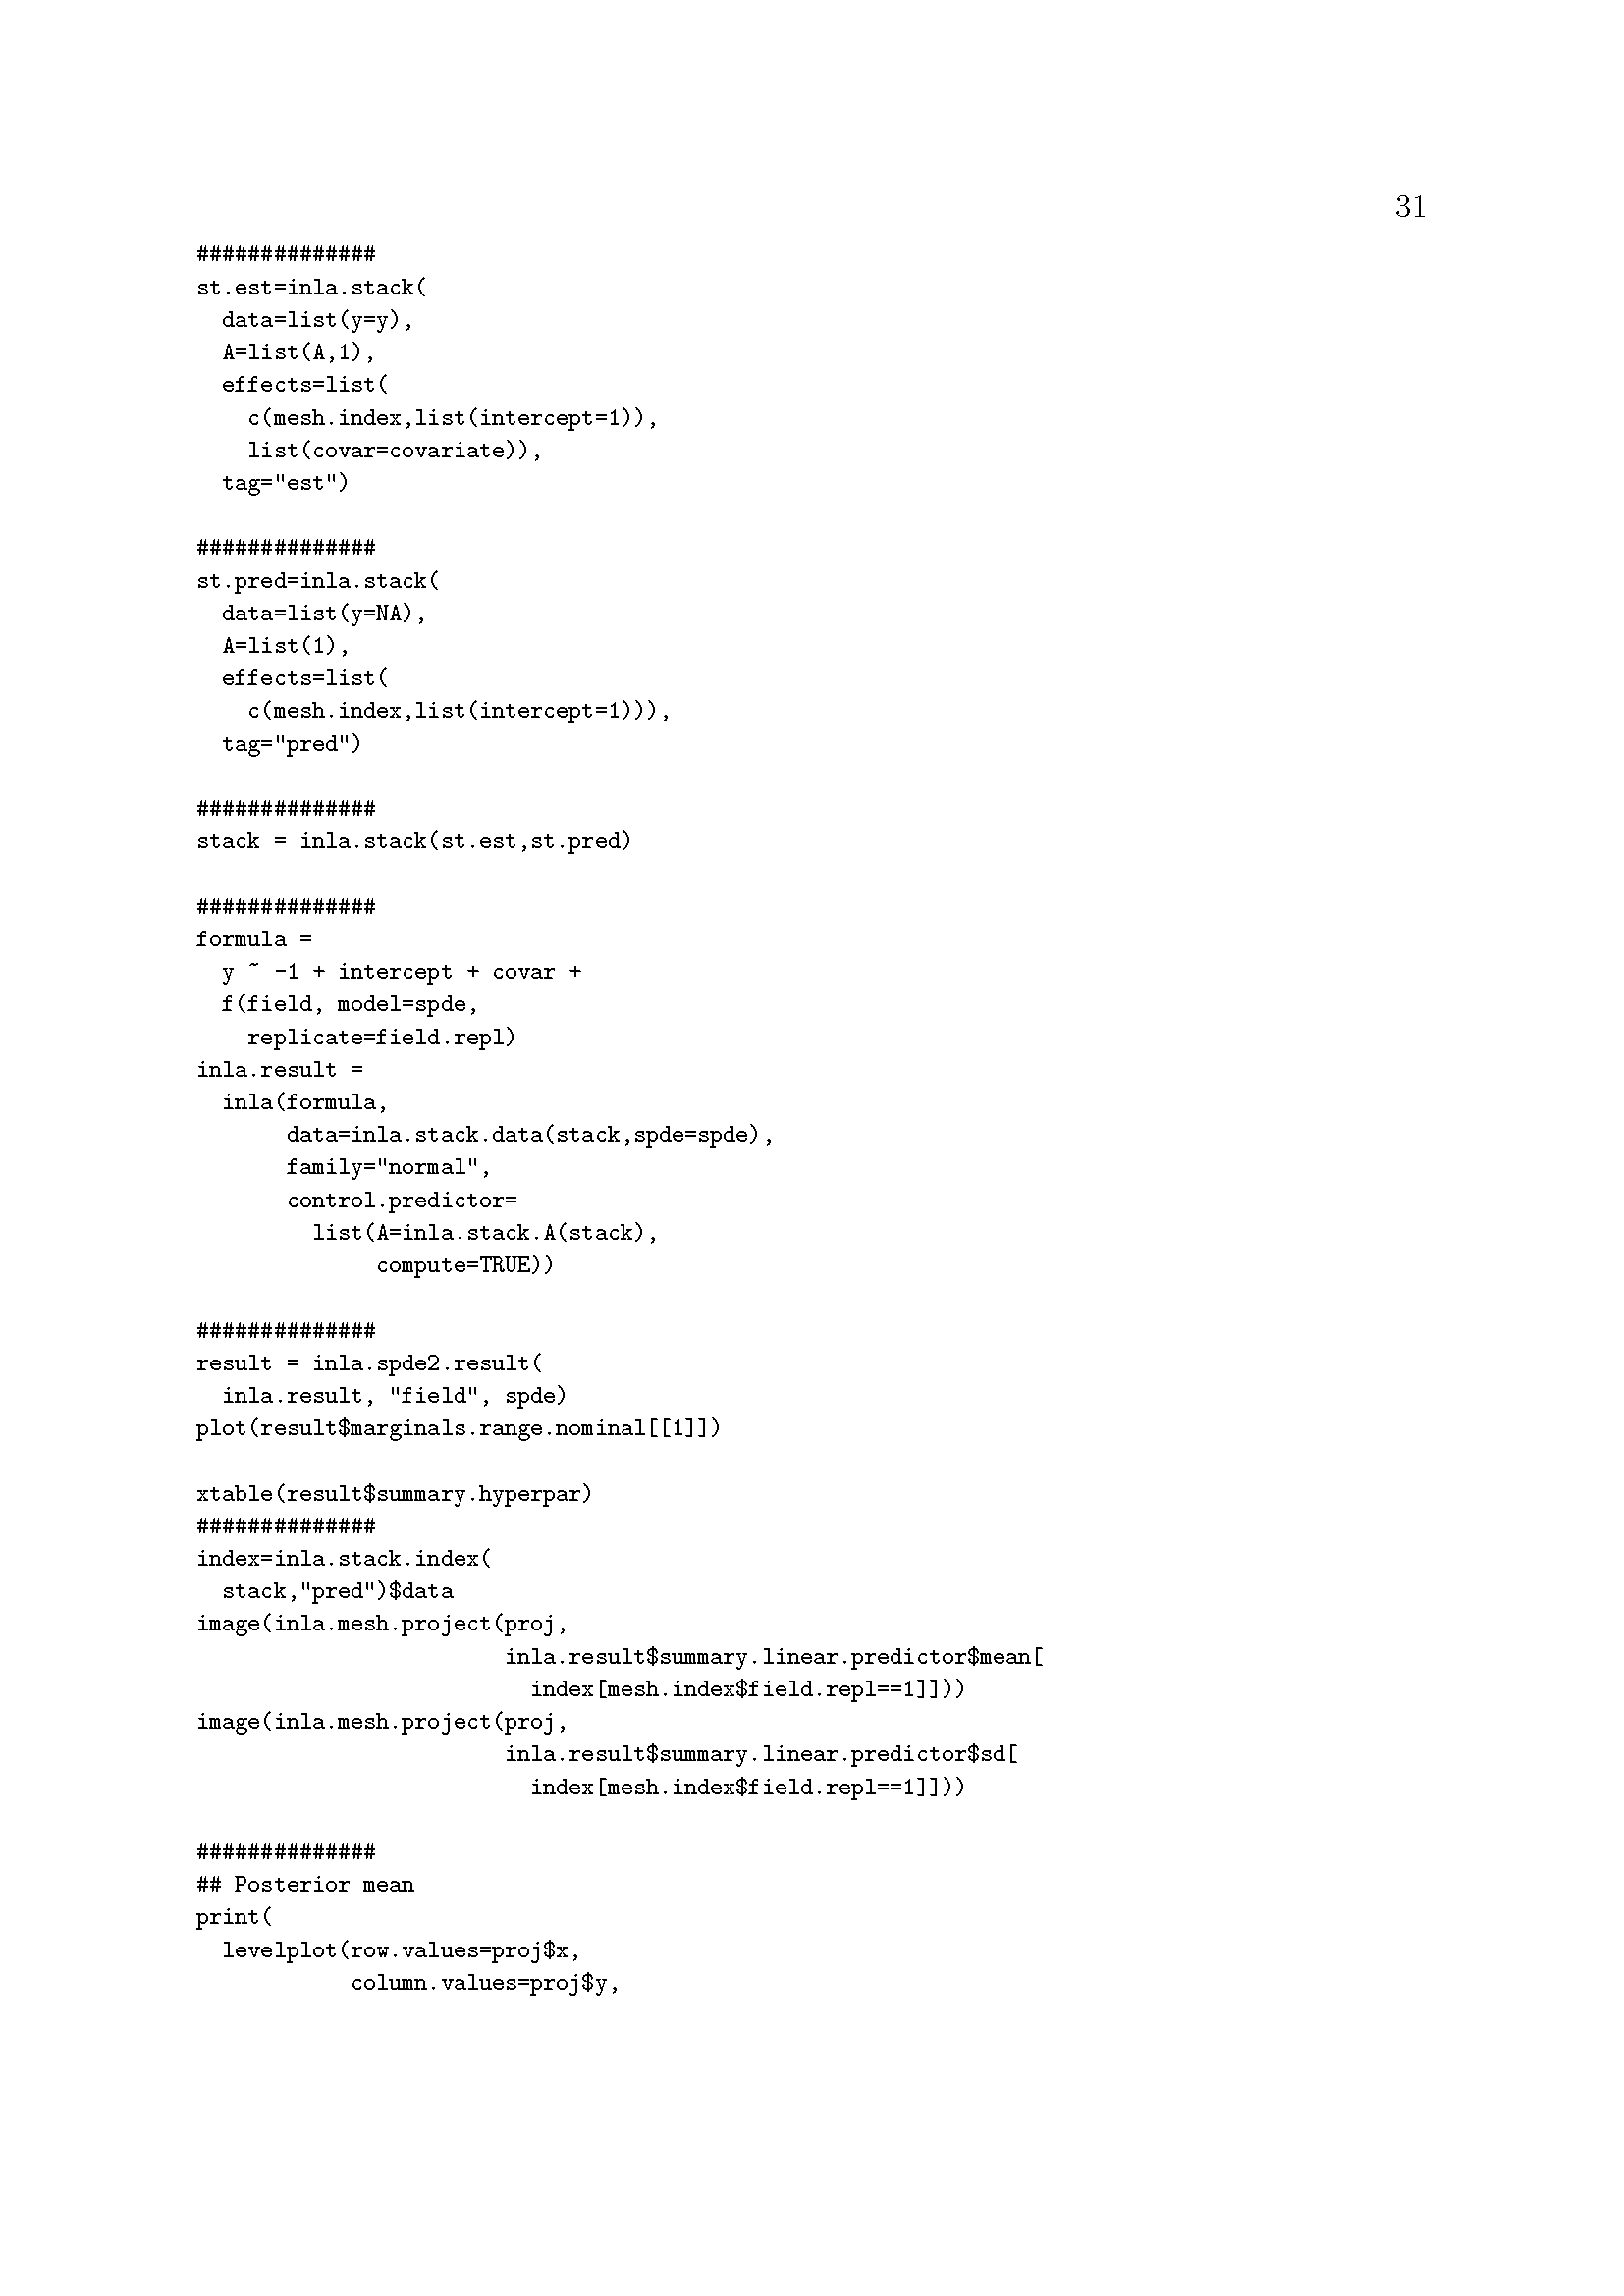 31
##############
st.est=inla.stack(
  data=list(y=y),
  A=list(A,1),
  effects=list(
    c(mesh.index,list(intercept=1)),
    list(covar=covariate)),
  tag="est")

##############
st.pred=inla.stack(
  data=list(y=NA),
  A=list(1),
  effects=list(
    c(mesh.index,list(intercept=1))),
  tag="pred")

##############
stack = inla.stack(st.est,st.pred)

##############
formula =
  y ~ -1 + intercept + covar +
  f(field, model=spde,
    replicate=field.repl)
inla.result =
  inla(formula,
       data=inla.stack.data(stack,spde=spde),
       family="normal",
       control.predictor=
         list(A=inla.stack.A(stack),
              compute=TRUE))

##############
result = inla.spde2.result(
  inla.result, "field", spde)
plot(result$marginals.range.nominal[[1]])

xtable(result$summary.hyperpar)
##############
index=inla.stack.index(
  stack,"pred")$data
image(inla.mesh.project(proj,
                        inla.result$summary.linear.predictor$mean[
                          index[mesh.index$field.repl==1]]))
image(inla.mesh.project(proj,
                        inla.result$summary.linear.predictor$sd[
                          index[mesh.index$field.repl==1]]))

##############
## Posterior mean
print(
  levelplot(row.values=proj$x,
            column.values=proj$y,